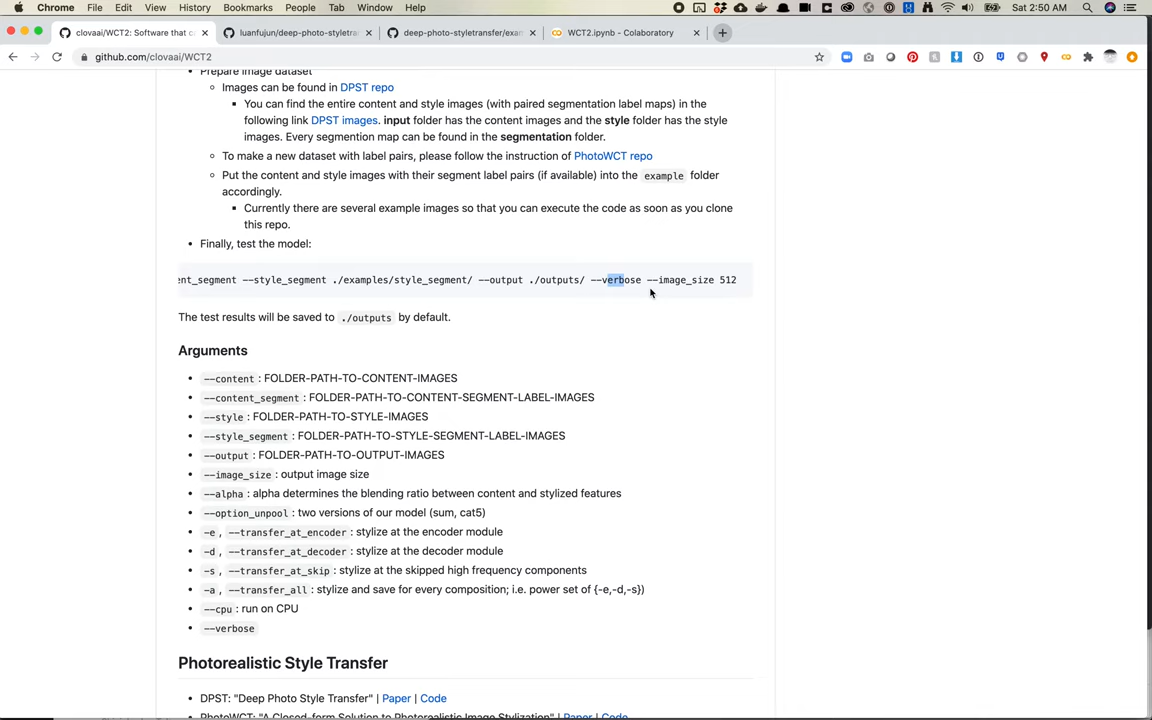 Chrome File Edit View History Bookmarks People Tab Window Help Sat 2:50 AM
clovaai/WCT2: Software that c luanfujun/deep-photo-styletran deep-photo-styletransfer/exam WCT2.ipynb - Colaboratory
github.com/clovaai/WCT2
Prepare image dataset
Images can be found in DPST repo
You can find the entire content and style images (with paired segmentation label maps) in the
following link DPST images. input folder has the content images and the style folder has the style
images. Every segmention map can be found in the segmentation folder.
To make a new dataset with label pairs, please follow the instruction of PhotoWCT repo
Put the content and style images with their segment label pairs (if available) into the example folder
accordingly.
Currently there are several example images so that you can execute the code as soon as you clone
this repo.
Finally, test the model:
ent_segment --style_segment ./examples/style_segment/ --output ./outputs/ --verbose --image_size 512
The test results will be saved to ./outputs by default.
Arguments
--content : FOLDER-PATH-TO-CONTENT-IMAGES
--content_segment : FOLDER-PATH-TO-CONTENT-SEGMENT-LABEL-IMAGES
--style : FOLDER-PATH-TO-STYLE-IMAGES
--style_segment : FOLDER-PATH-TO-STYLE-SEGMENT-LABEL-IMAGES
--output : FOLDER-PATH-TO-OUTPUT-IMAGES
--image_size : output image size
--alpha : alpha determines the blending ratio between content and stylized features
--option_unpool : two versions of our model (sum, cat5)
-e , --transfer_at_encoder : stylize at the encoder module
-d , --transfer_at_decoder : stylize at the decoder module
-s , --transfer_at_skip : stylize at the skipped high frequency components
-a , --transfer_all : stylize and save for every composition; i.e. power set of {-e,-d,-s})
--cpu : run on CPU
--verbose
Photorealistic Style Transfer
DPST: "Deep Photo Style Transfer" | Paper | Code
PhotoWCT: "A Closed-form Solution to Photorealistic Image Stylization" | Paper | Code